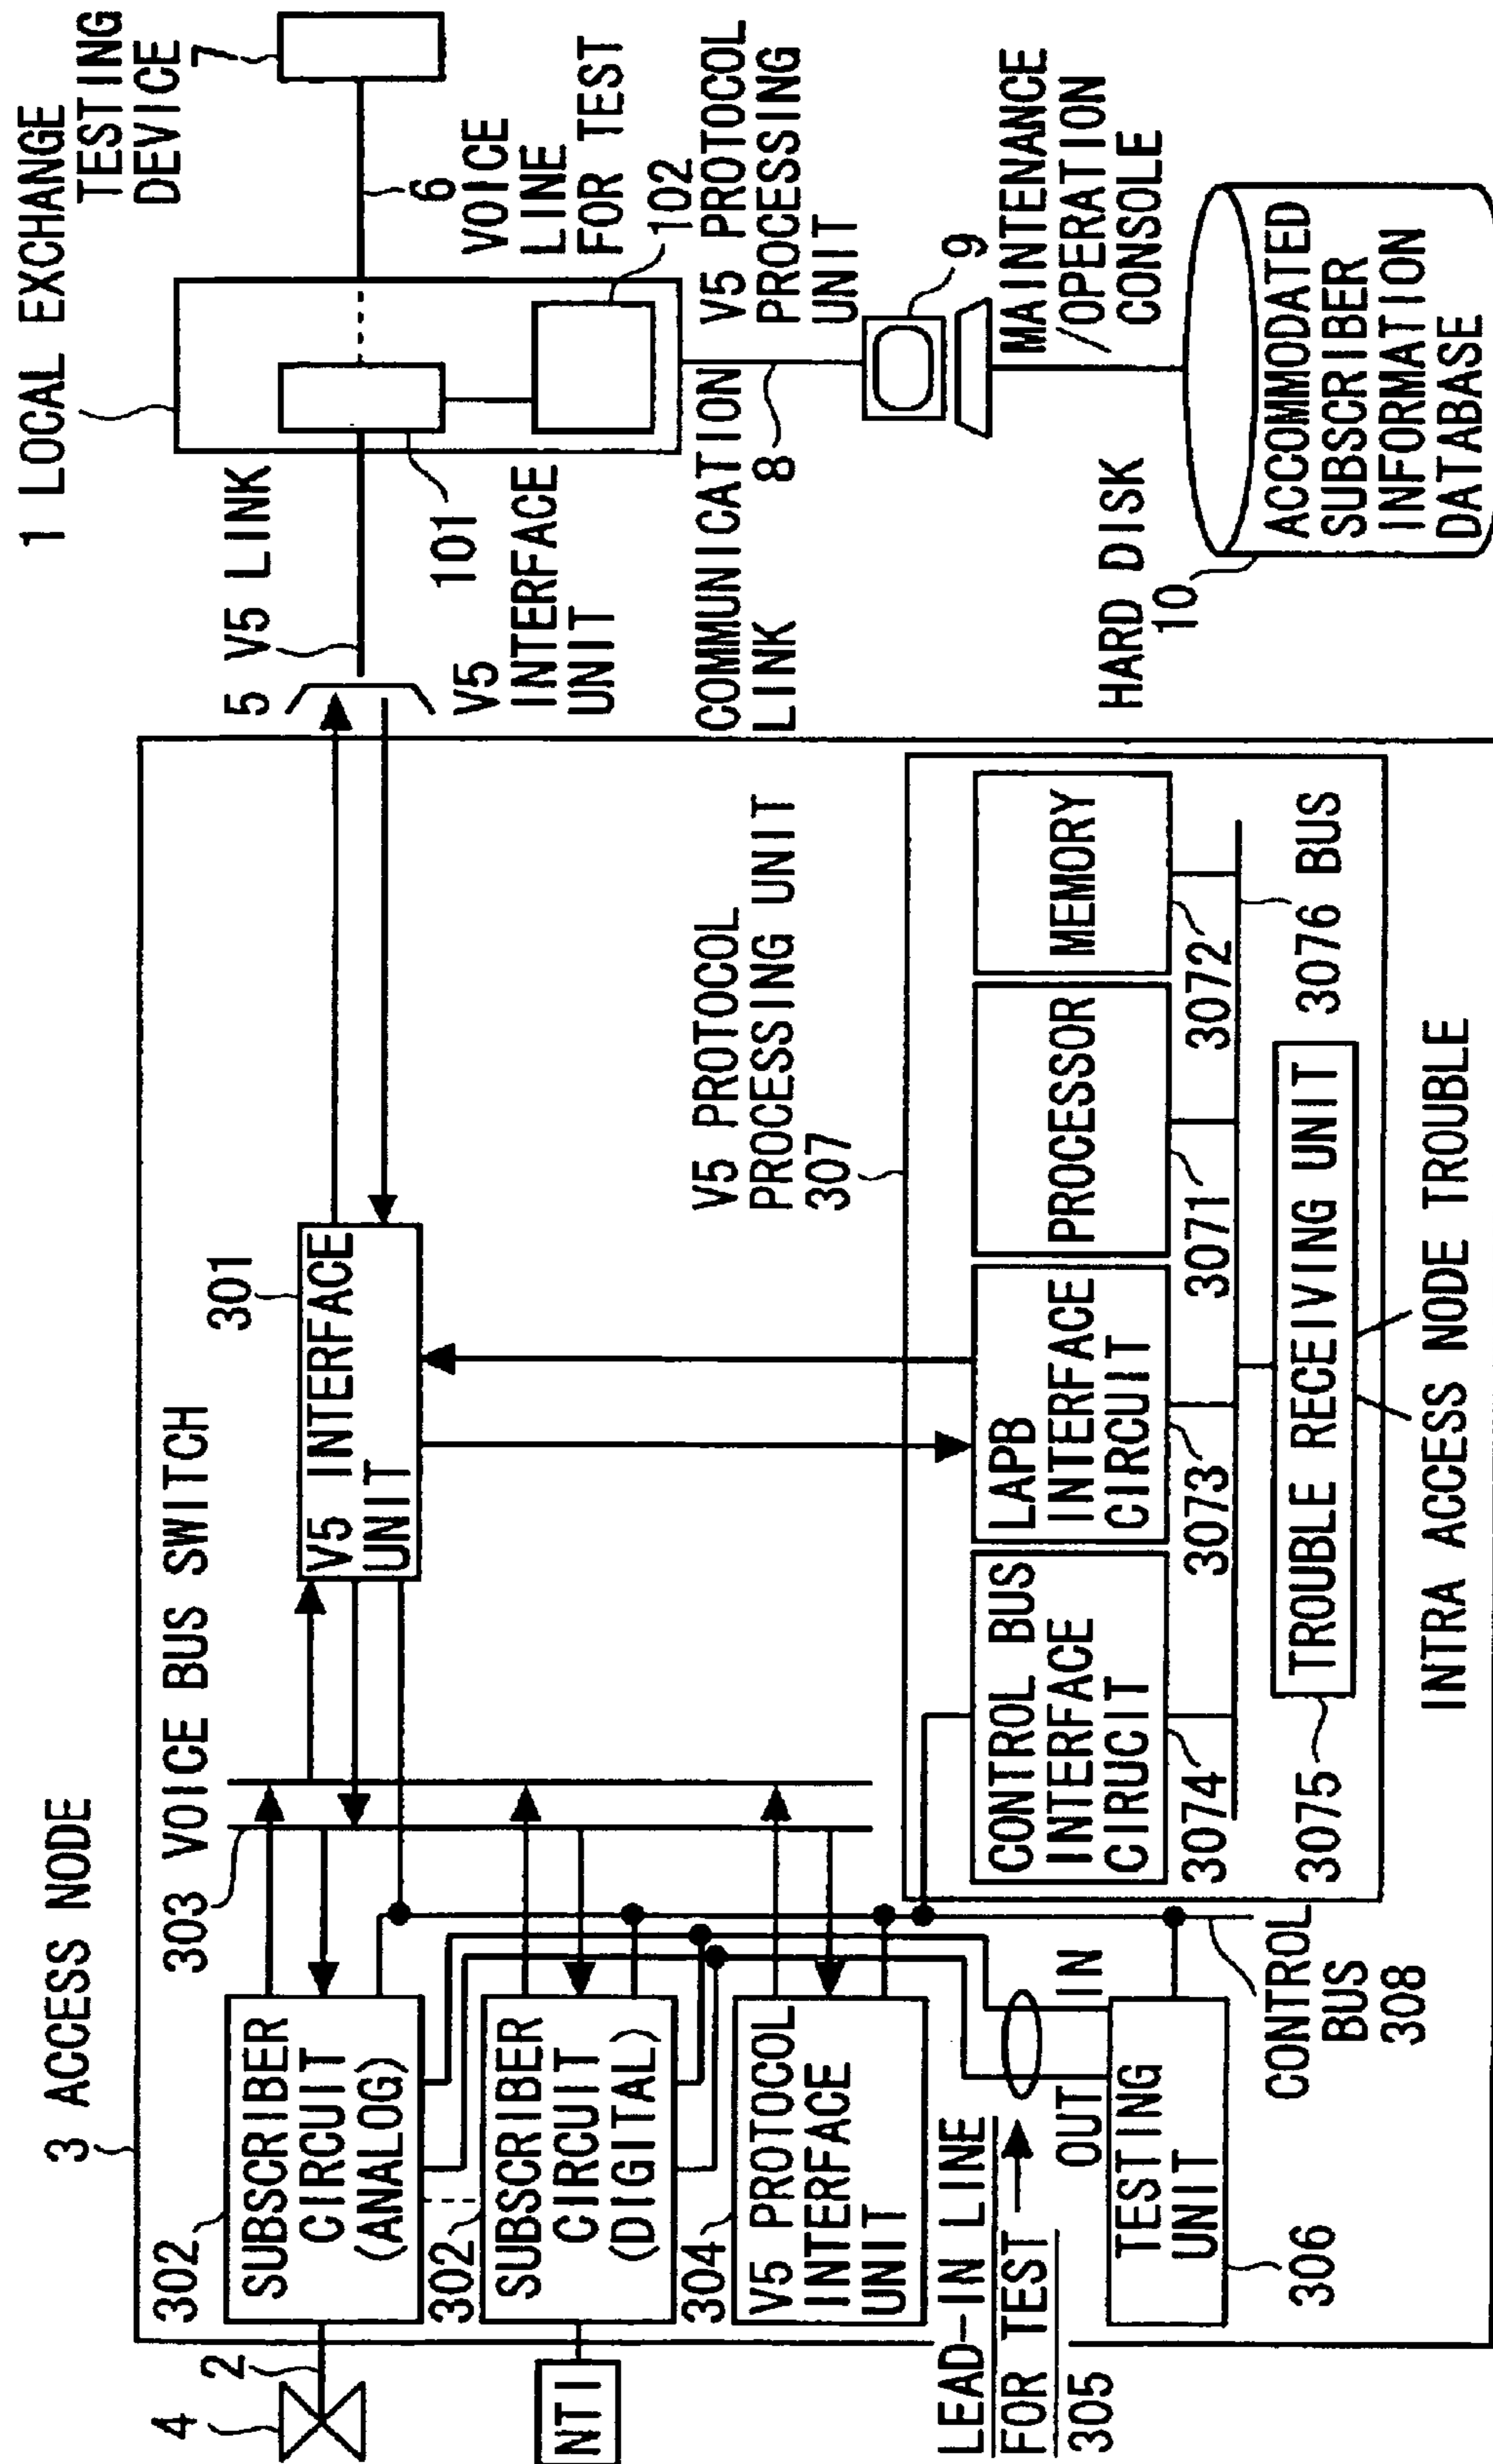 3 ACCESS NODE
303 VOICE BUS SWITCH
1 LOCAL EXCHANGE
TESTING
DEVICE
7
5 V5 LINK
6
VOICE
LINE
FOR TEST
102
V5 PROTOCOL
PROCESSING
UNIT
101
V5
INTERFACE
UNIT
COMMUNICATION
LINK
8
9
MAINTENANCE
/OPERATION
CONSOLE
HARD DISK
10
ACCOMMODATED
SUBSCRIBER
INFORMATION
DATABASE
301
V5 INTERFACE
UNIT
4
2
302
SUBSCRIBER
CIRCUIT
(ANALOG)
302
SUBSCRIBER
CIRCUIT
(DIGITAL)
NTI
304
V5 PROTOCOL
INTERFACE
UNIT
LEAD-IN LINE
FOR TEST
305
OUT
IN
TESTING
UNIT
306
CONTROL
BUS
308
V5 PROTOCOL
PROCESSING UNIT
307
CONTROL BUS
INTERFACE
CIRUCIT
3074
LAPB
INTERFACE
CIRCUIT
3073
PROCESSOR
3071
MEMORY
3072
3076 BUS
3075
TROUBLE RECEIVING UNIT
INTRA ACCESS NODE TROUBLE